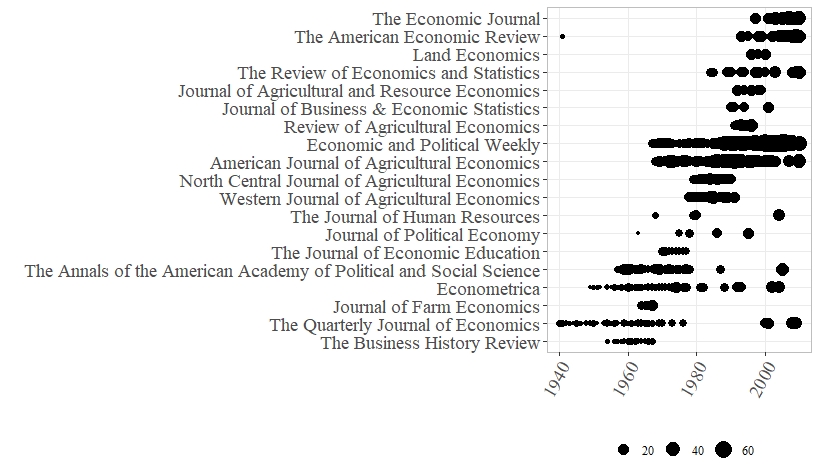 The Economic Journal
The American Economic Review
Land Economics
The Review of Economics and Statistics
Journal of Agricultural and Resource Economics
Journal of Business & Economic Statistics
Review of Agricultural Economics
Economic and Political Weekly
American Journal of Agricultural Economics
North Central Journal of Agricultural Economics
Western Journal of Agricultural Economics
The Journal of Human Resources
Journal of Political Economy
The Journal of Economic Education
The Annals of the American Academy of Political and Social Science
Econometrica
Journal of Farm Economics
The Quarterly Journal of Economics
The Business History Review
1940 1960 1980 2000
20 40 60